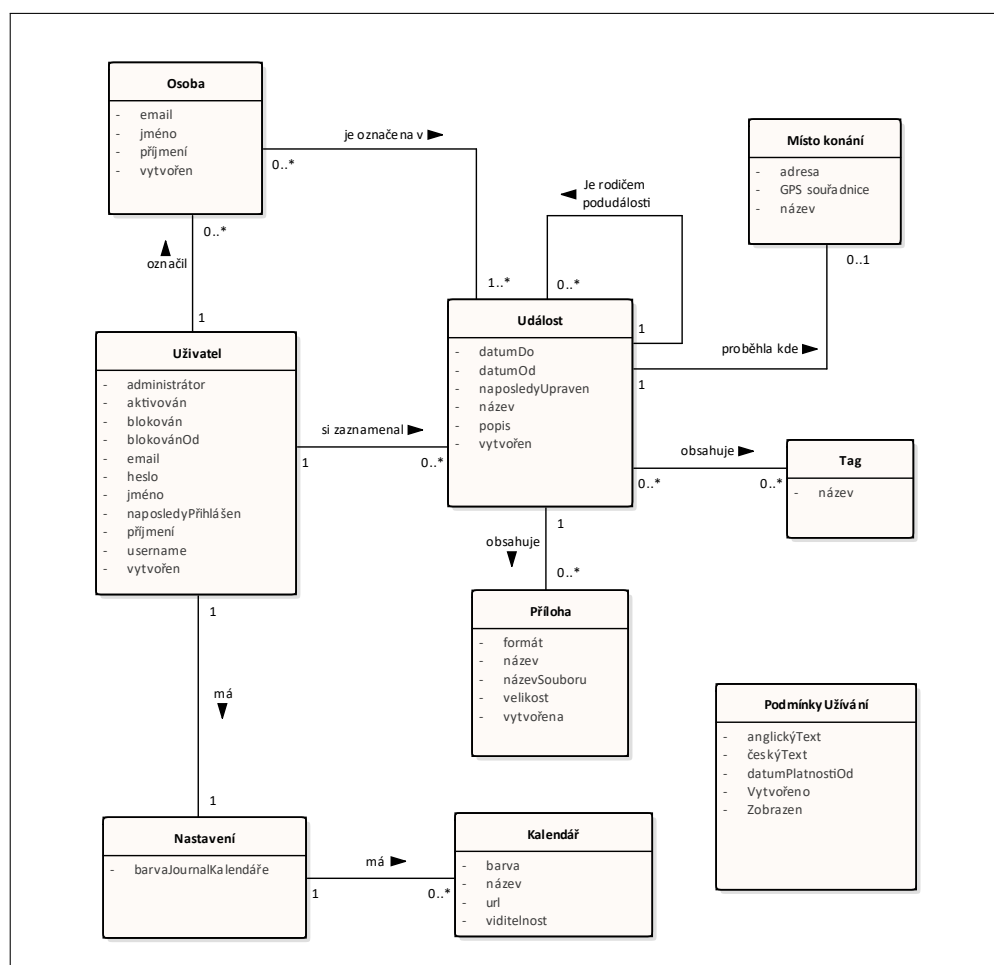 Osoba
- email
- jméno
- příjmení
- vytvořen
je označena v
0..*
1..*
Místo konání
- adresa
- GPS souřadnice
- název
0..1
Je rodičem
podudálosti
0..*
1
0..*
označil
1
Uživatel
- administrátor
- aktivován
- blokován
- blokovánOd
- email
- heslo
- jméno
- naposledyPřihlášen
- příjmení
- username
- vytvořen
si zaznamenal
1
0..*
Událost
- datumDo
- datumOd
- naposledyUpraven
- název
- popis
- vytvořen
proběhla kde
1
obsahuje
0..*
0..*
Tag
- název
1
obsahuje
0..*
Příloha
- formát
- název
- názevSouboru
- velikost
- vytvořena
Podmínky Užívání
- anglickýText
- českýText
- datumPlatnostiOd
- Vytvořeno
- Zobrazen
1
má
1
Nastavení
- barvaJournalKalendáře
má
1
0..*
Kalendář
- barva
- název
- url
- viditelnost